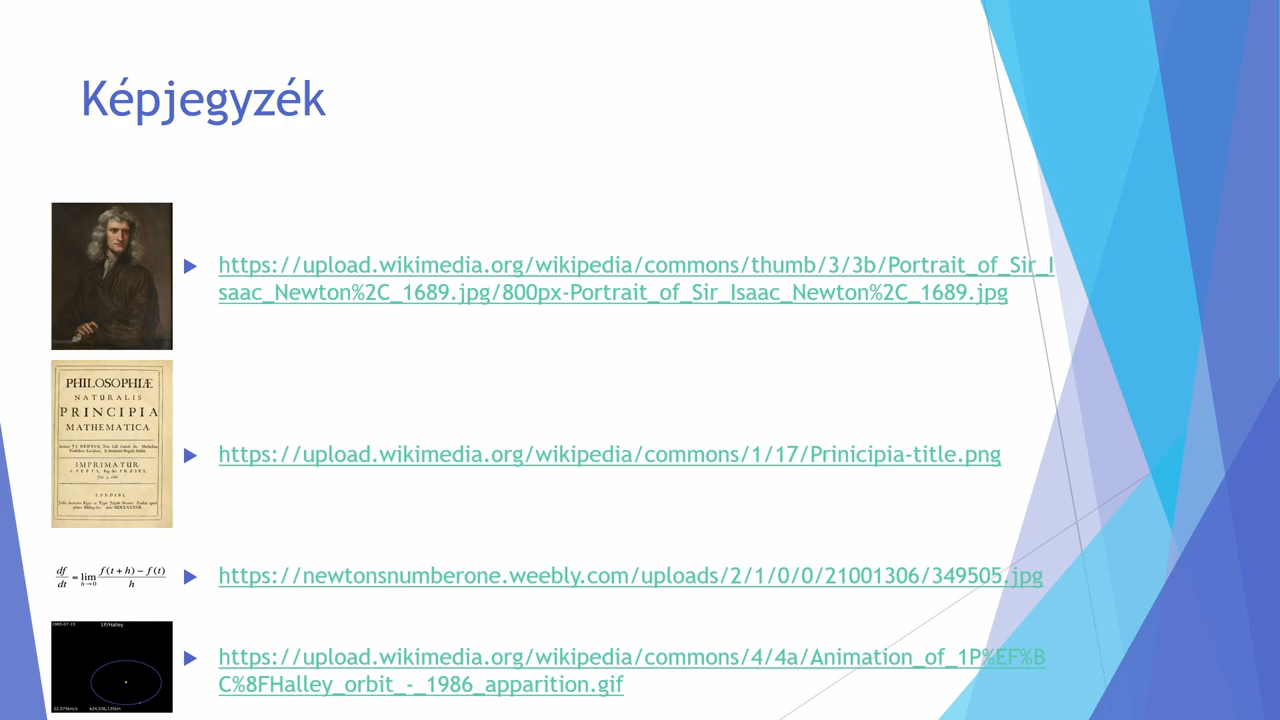 Képjegyzék
https://upload.wikimedia.org/wikipedia/commons/thumb/3/3b/Portrait_of_Sir_I
saac_Newton%2C_1689.jpg/800px-Portrait_of_Sir_Isaac_Newton%2C_1689.jpg
PHILOSOPHIÆ
NATURALIS
PRINCIPIA
MATHEMATICA
IMPRIMATUR
LONDINI,
https://upload.wikimedia.org/wikipedia/commons/1/17/Prinicipia-title.png
df/dt = lim h→0 f(t + h) − f(t) / h
https://newtonsnumberone.weebly.com/uploads/2/1/0/0/21001306/349505.jpg
1P/Halley
https://upload.wikimedia.org/wikipedia/commons/4/4a/Animation_of_1P%EF%B
C%8FHalley_orbit_-_1986_apparition.gif